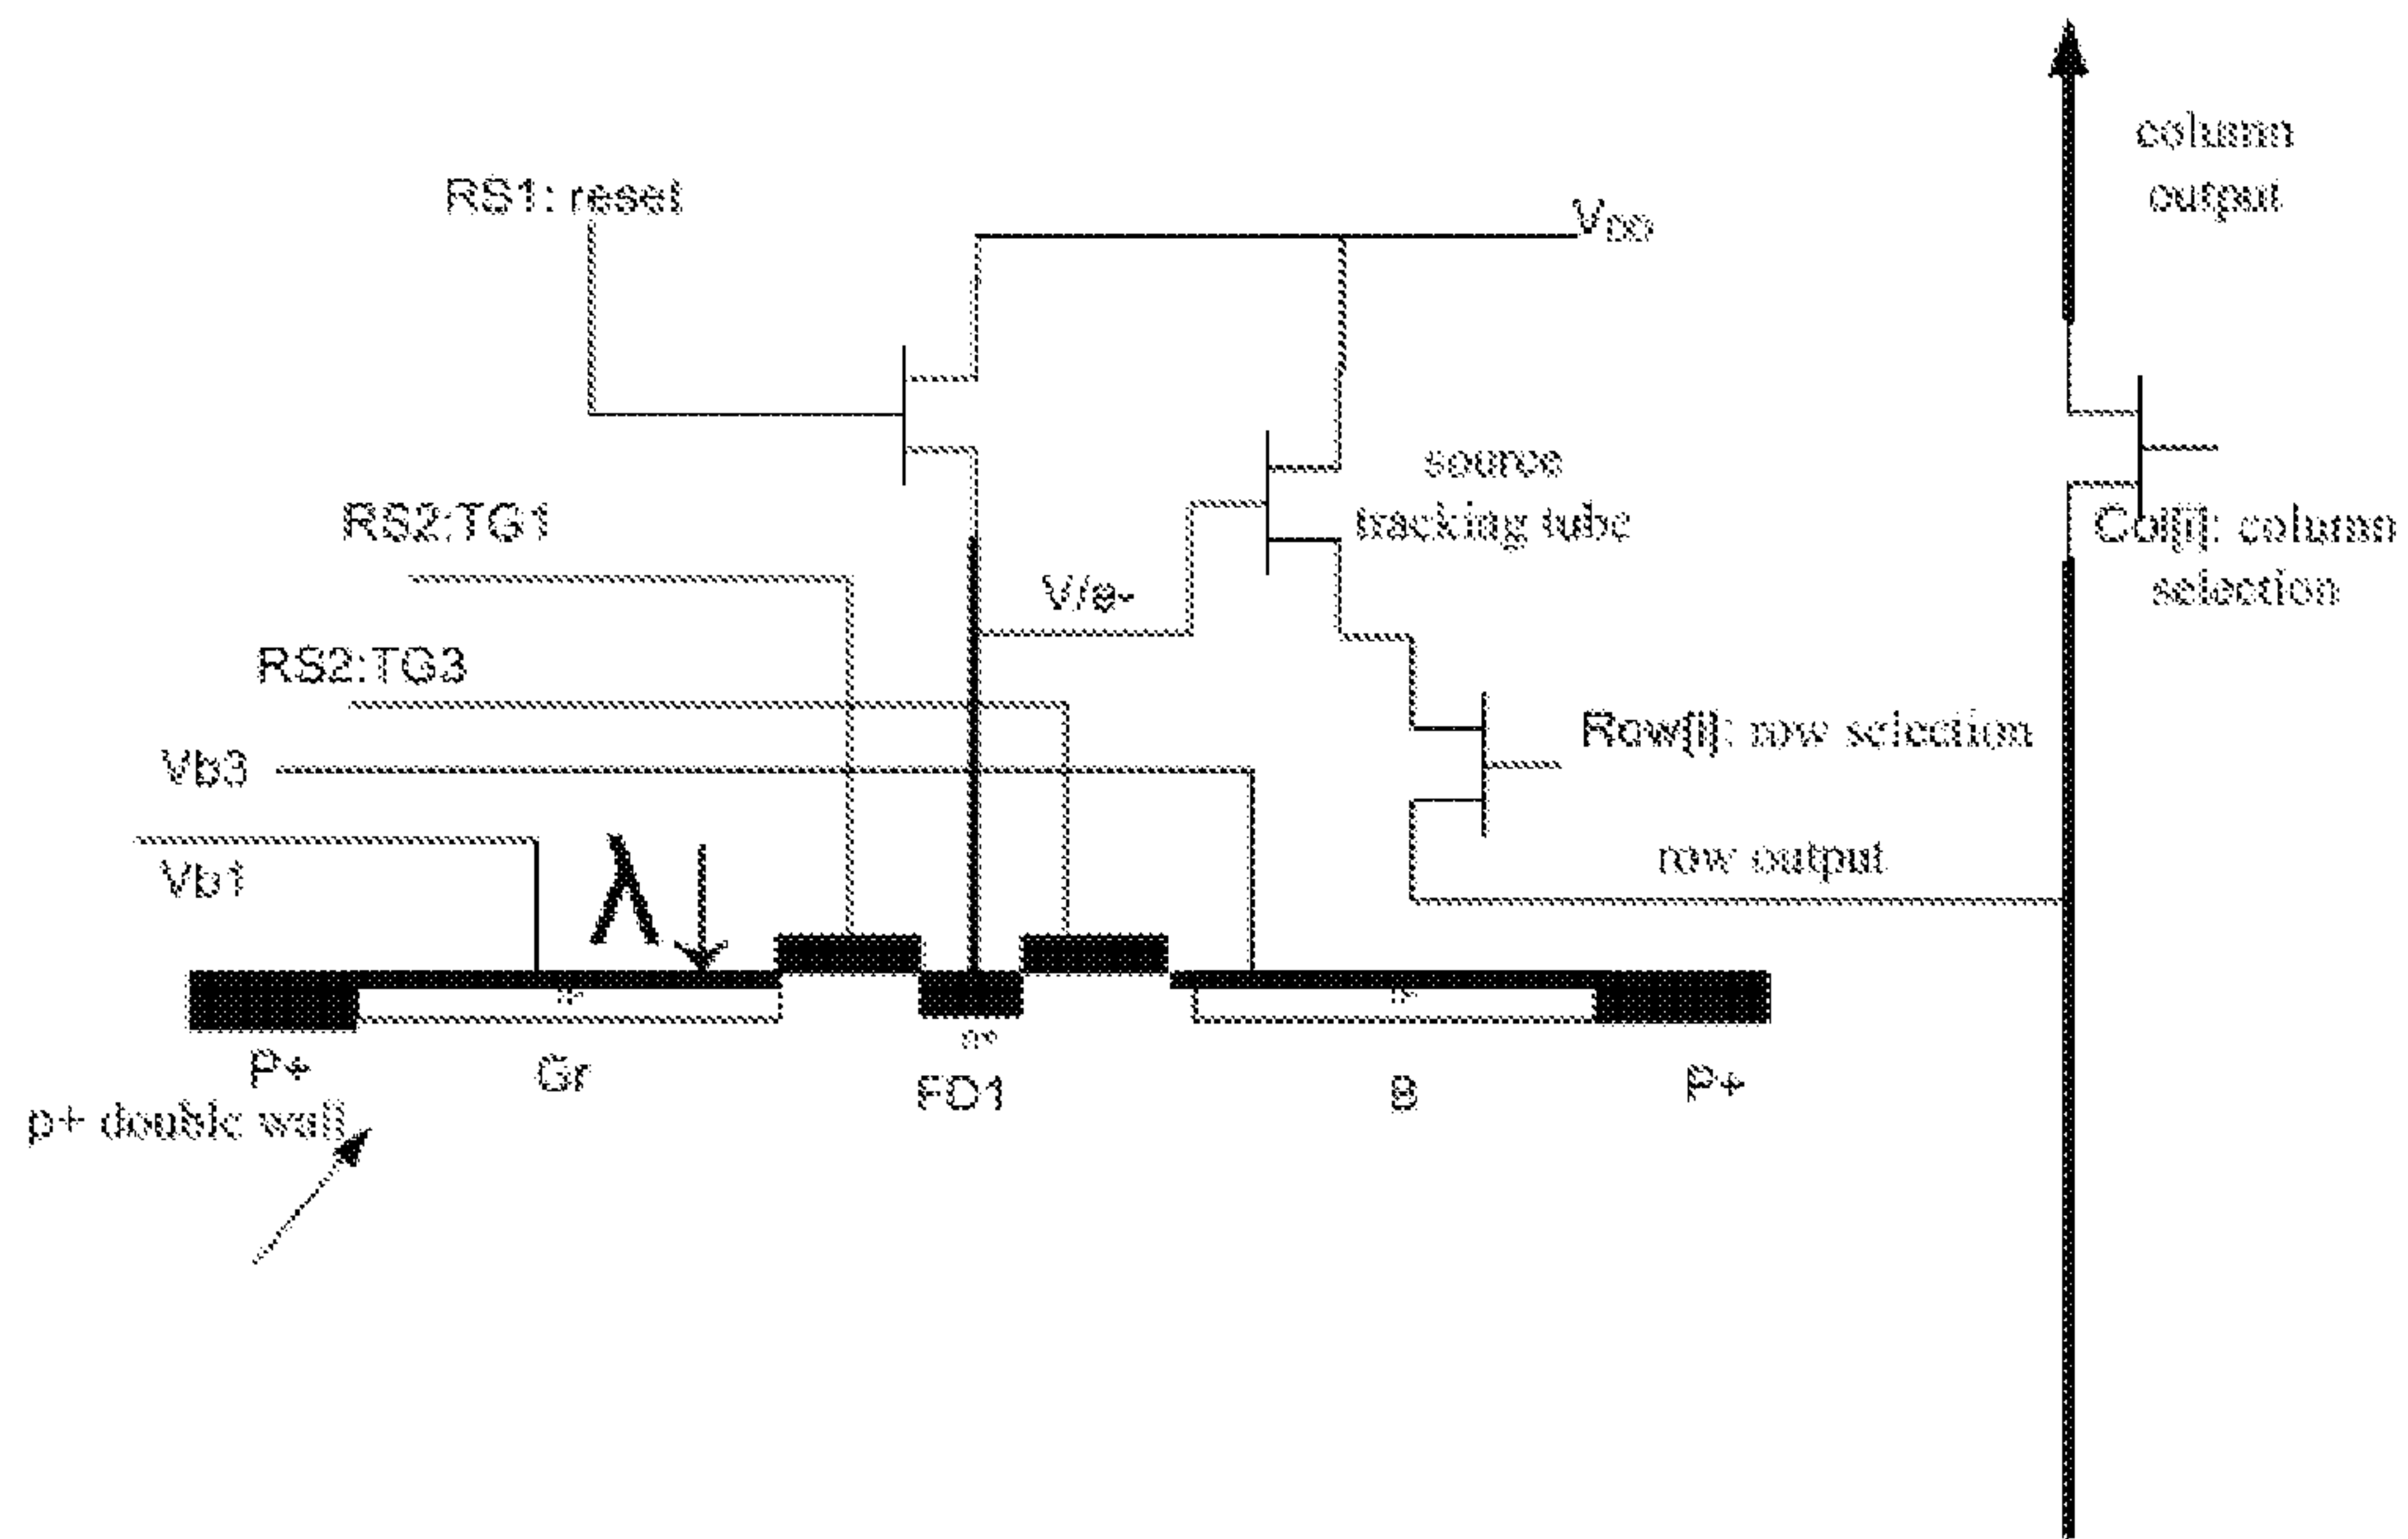 column
output
RS1: reset
VDD
source
tracking tube
RS2:TG1
Col[i]: column
selection
V/e-
RS2:TG3
Row[i]: row selection
Vb3
row output
Vb1
λ
P+
Gr
FD1
B
P+
p+ double wall